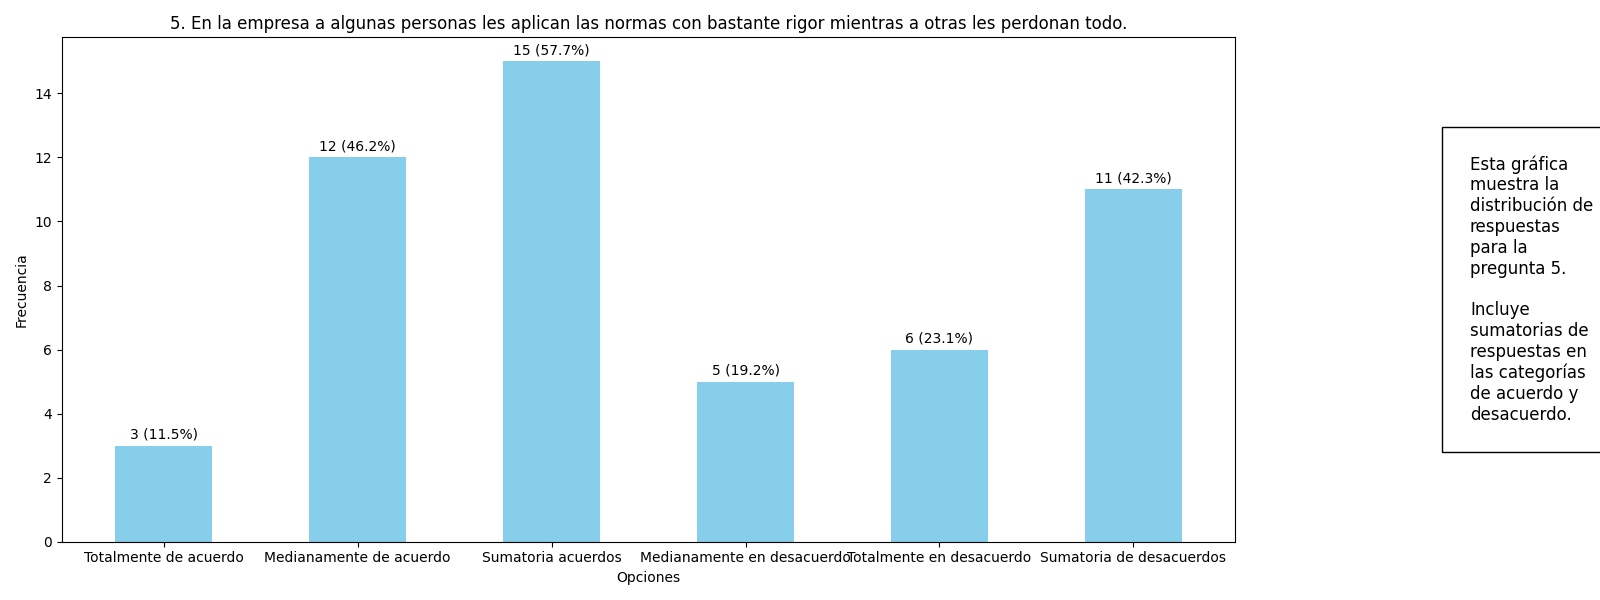 5. En la empresa a algunas personas les aplican las normas con bastante rigor mientras a otras les perdonan todo.
Frecuencia
14
12
10
8
6
4
2
0
3 (11.5%)
12 (46.2%)
15 (57.7%)
5 (19.2%)
6 (23.1%)
11 (42.3%)
Totalmente de acuerdo
Medianamente de acuerdo
Sumatoria acuerdos
Medianamente en desacuerdo
Totalmente en desacuerdo
Sumatoria de desacuerdos
Opciones
Esta gráfica
muestra la
distribución de
respuestas
para la
pregunta 5.
Incluye
sumatorias de
respuestas en
las categorías
de acuerdo y
desacuerdo.